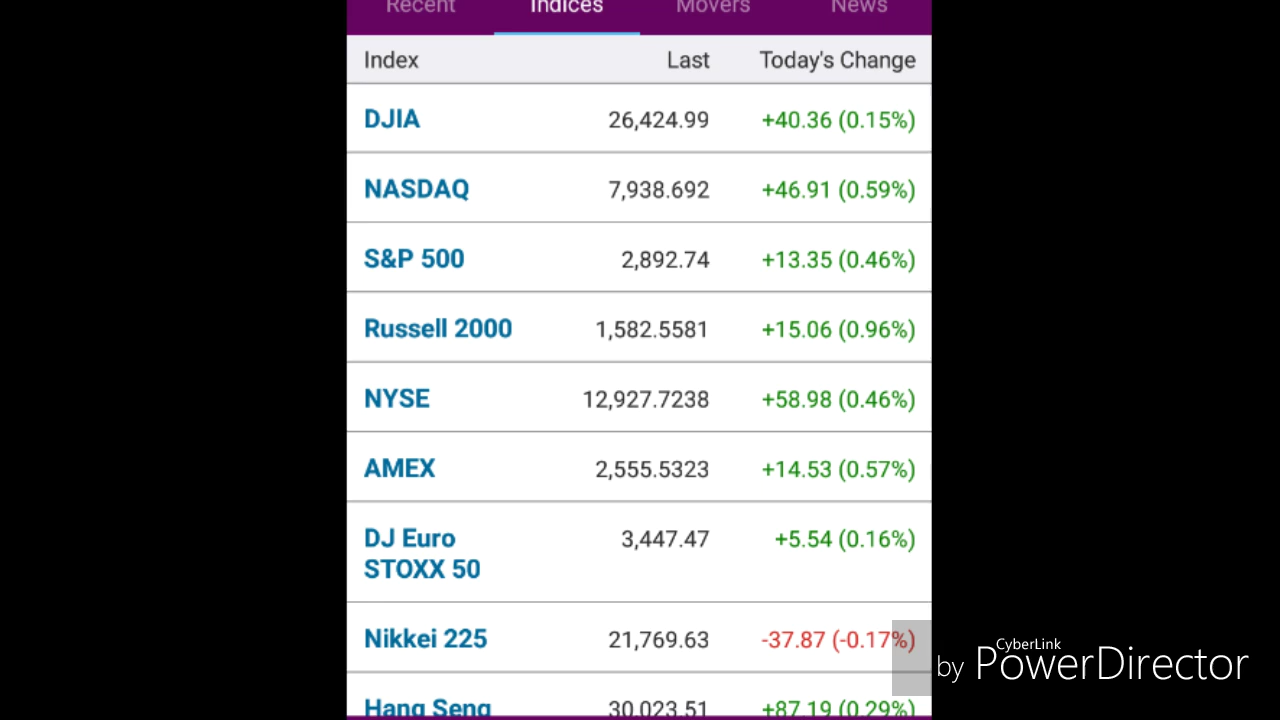 Recent Indices Movers News
Index Last Today's Change
DJIA 26,424.99 +40.36 (0.15%)
NASDAQ 7,938.692 +46.91 (0.59%)
S&P 500 2,892.74 +13.35 (0.46%)
Russell 2000 1,582.5581 +15.06 (0.96%)
NYSE 12,927.7238 +58.98 (0.46%)
AMEX 2,555.5323 +14.53 (0.57%)
DJ Euro 3,447.47 +5.54 (0.16%)
STOXX 50
Nikkei 225 21,769.63 -37.87 (-0.17%)
Hang Seng 30,023.51 +87.19 (0.29%)
CyberLink
by PowerDirector